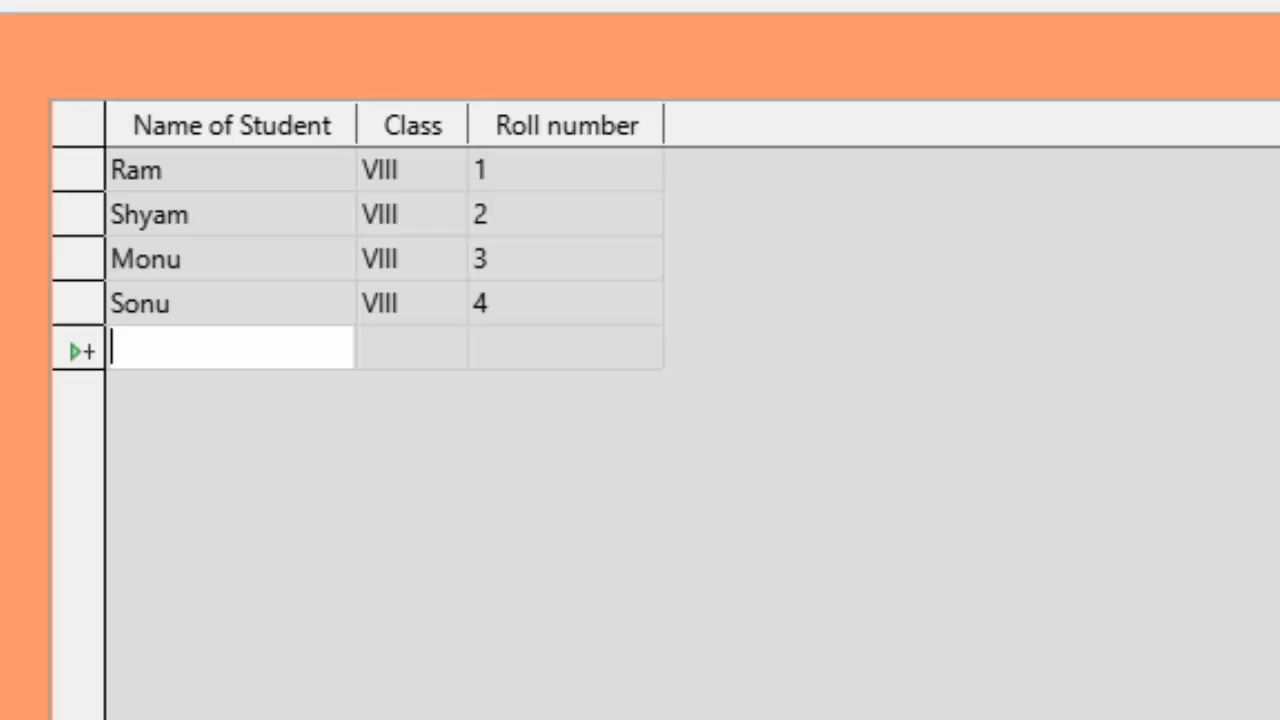 Name of Student Class Roll number
Ram VIII 1
Shyam VIII 2
Monu VIII 3
Sonu VIII 4